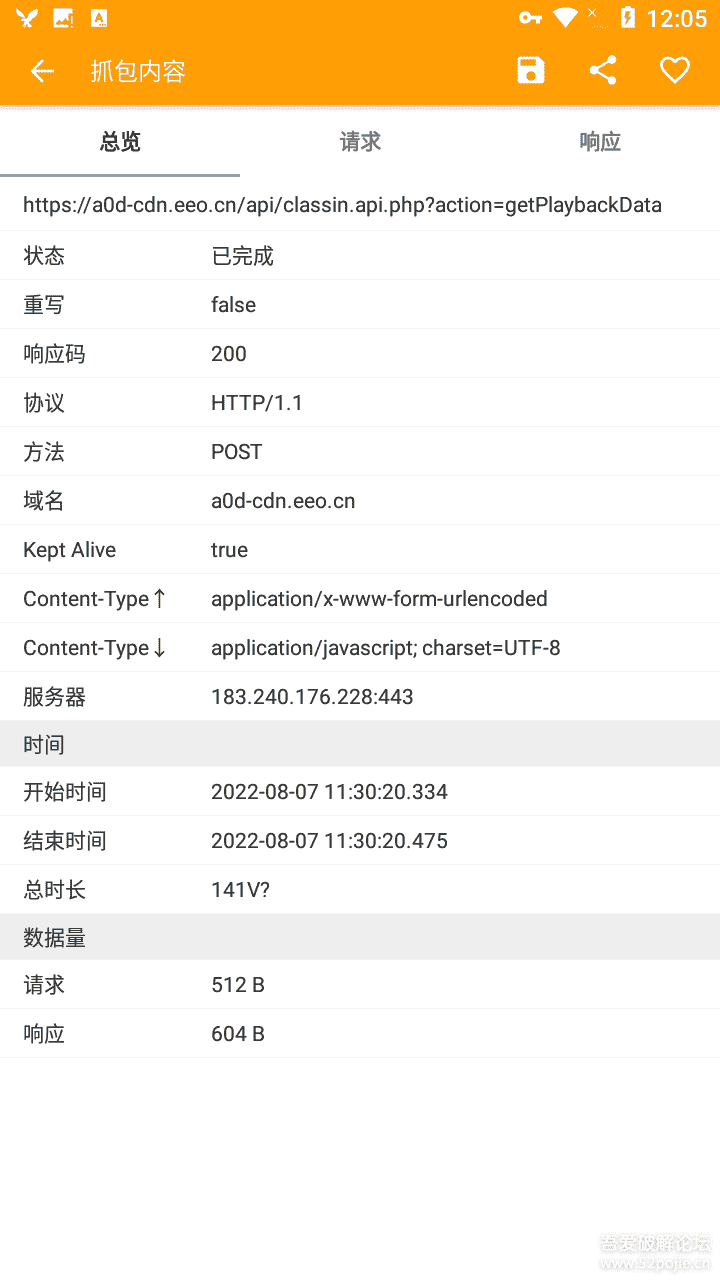 12:05
抓包内容
总览 请求 响应
https://a0d-cdn.eeo.cn/api/classin.api.php?action=getPlaybackData
状态 已完成
重写 false
响应码 200
协议 HTTP/1.1
方法 POST
域名 a0d-cdn.eeo.cn
Kept Alive true
Content-Type↑ application/x-www-form-urlencoded
Content-Type↓ application/javascript; charset=UTF-8
服务器 183.240.176.228:443
时间
开始时间 2022-08-07 11:30:20.334
结束时间 2022-08-07 11:30:20.475
总时长 141V?
数据量
请求 512 B
响应 604 B
吾爱破解论坛
www.52pojie.cn